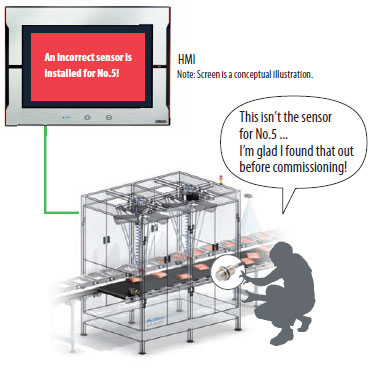 An incorrect sensor is
installed for No.5!
OMRON
HMI
Note: Screen is a conceptual illustration.
This isn't the sensor
for No.5 ...
I'm glad I found that out
before commissioning!